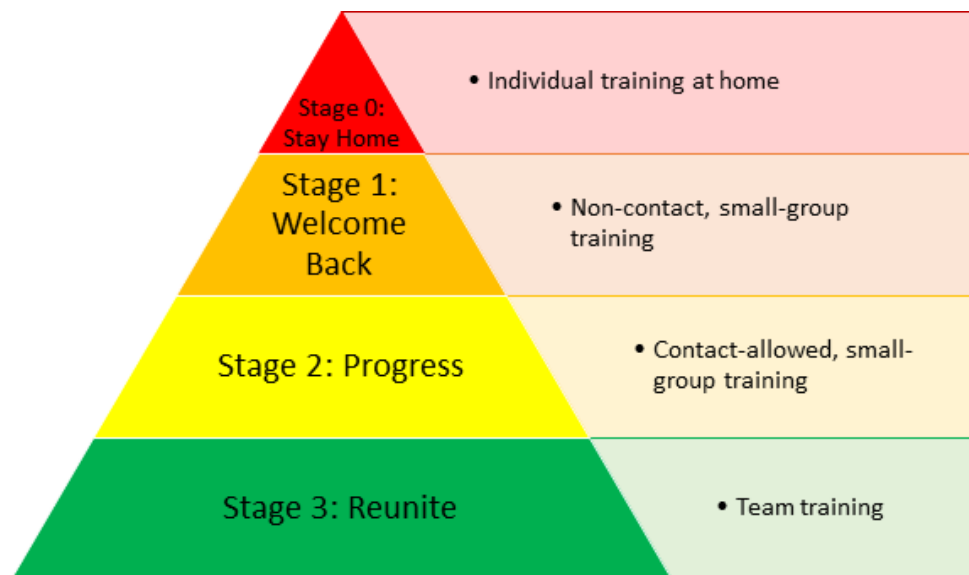 Stage 0:
Stay Home
• Individual training at home
Stage 1:
Welcome
Back
• Non-contact, small-group
training
Stage 2: Progress
• Contact-allowed, small-
group training
Stage 3: Reunite
• Team training